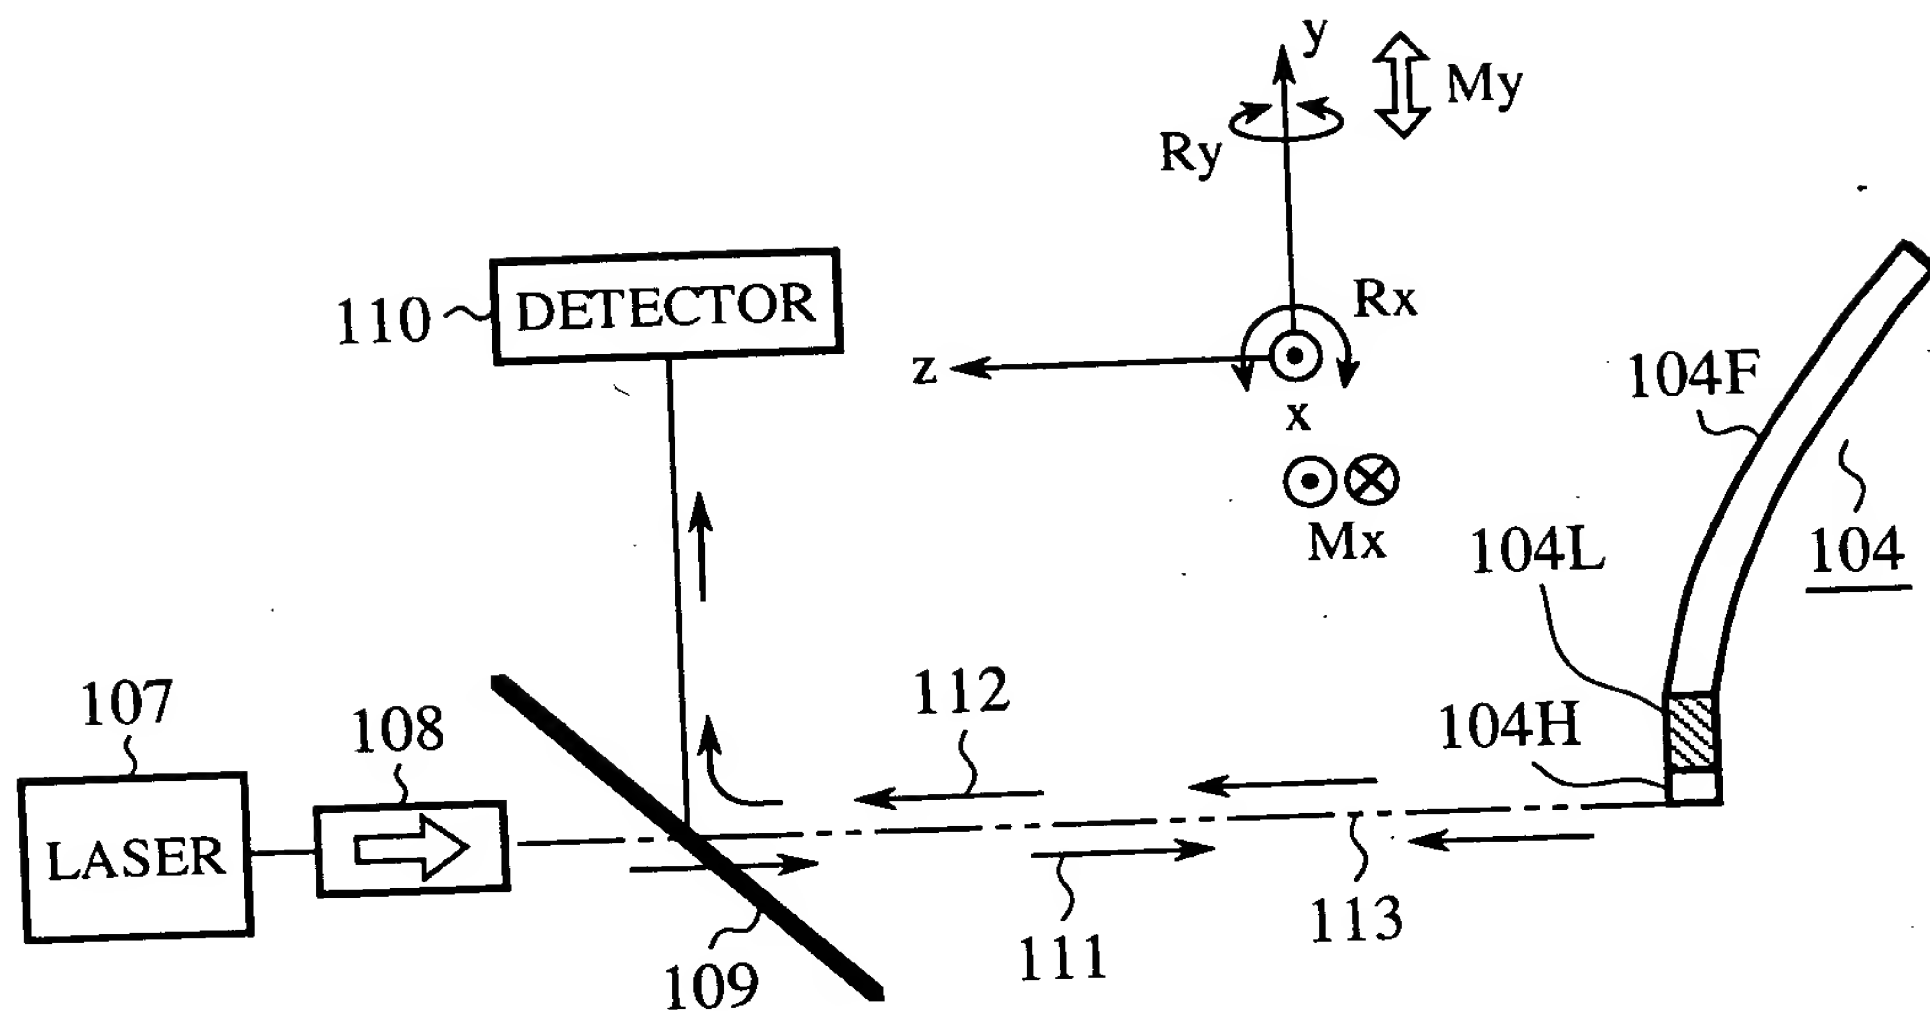 y
My
Ry
110
DETECTOR
Rx
z
x
104F
Mx
104L
104
107
108
112
104H
LASER
109
111
113